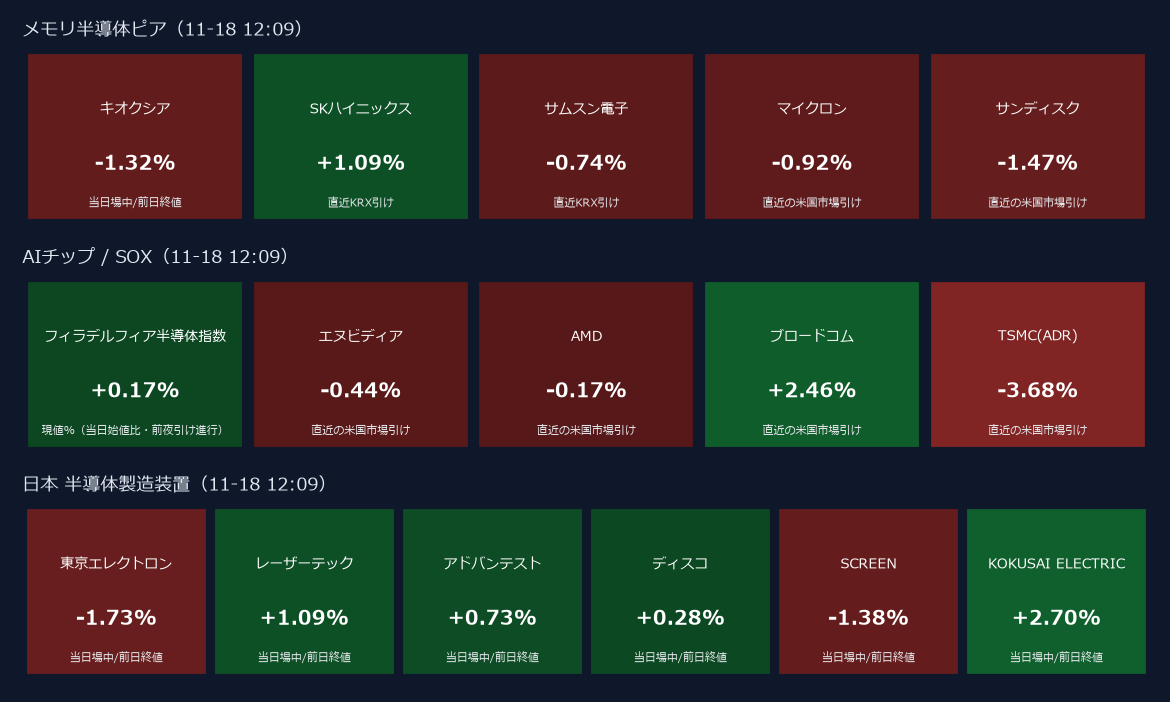 メモリ半導体ピア（11-18 12:09）
キオクシア
-1.32%
当日場中/前日終値
SKハイニックス
+1.09%
直近KRX引け
サムスン電子
-0.74%
直近KRX引け
マイクロン
-0.92%
直近の米国市場引け
サンディスク
-1.47%
直近の米国市場引け
AIチップ / SOX（11-18 12:09）
フィラデルフィア半導体指数
+0.17%
現値%（当日始値比・前夜引け進行）
エヌビディア
-0.44%
直近の米国市場引け
AMD
-0.17%
直近の米国市場引け
ブロードコム
+2.46%
直近の米国市場引け
TSMC(ADR)
-3.68%
直近の米国市場引け
日本 半導体製造装置（11-18 12:09）
東京エレクトロン
-1.73%
当日場中/前日終値
レーザーテック
+1.09%
当日場中/前日終値
アドバンテスト
+0.73%
当日場中/前日終値
ディスコ
+0.28%
当日場中/前日終値
SCREEN
-1.38%
当日場中/前日終値
KOKUSAI ELECTRIC
+2.70%
当日場中/前日終値